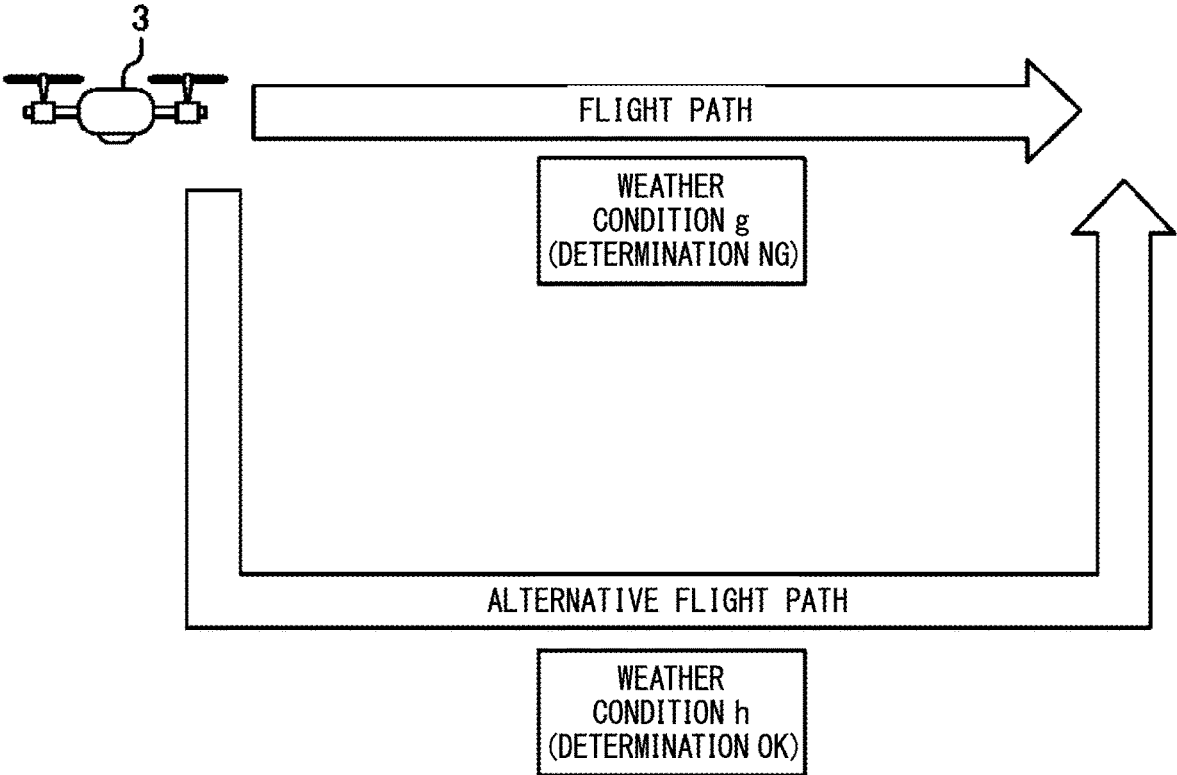 3
FLIGHT PATH
WEATHER
CONDITION g
(DETERMINATION NG)
ALTERNATIVE FLIGHT PATH
WEATHER
CONDITION h
(DETERMINATION OK)